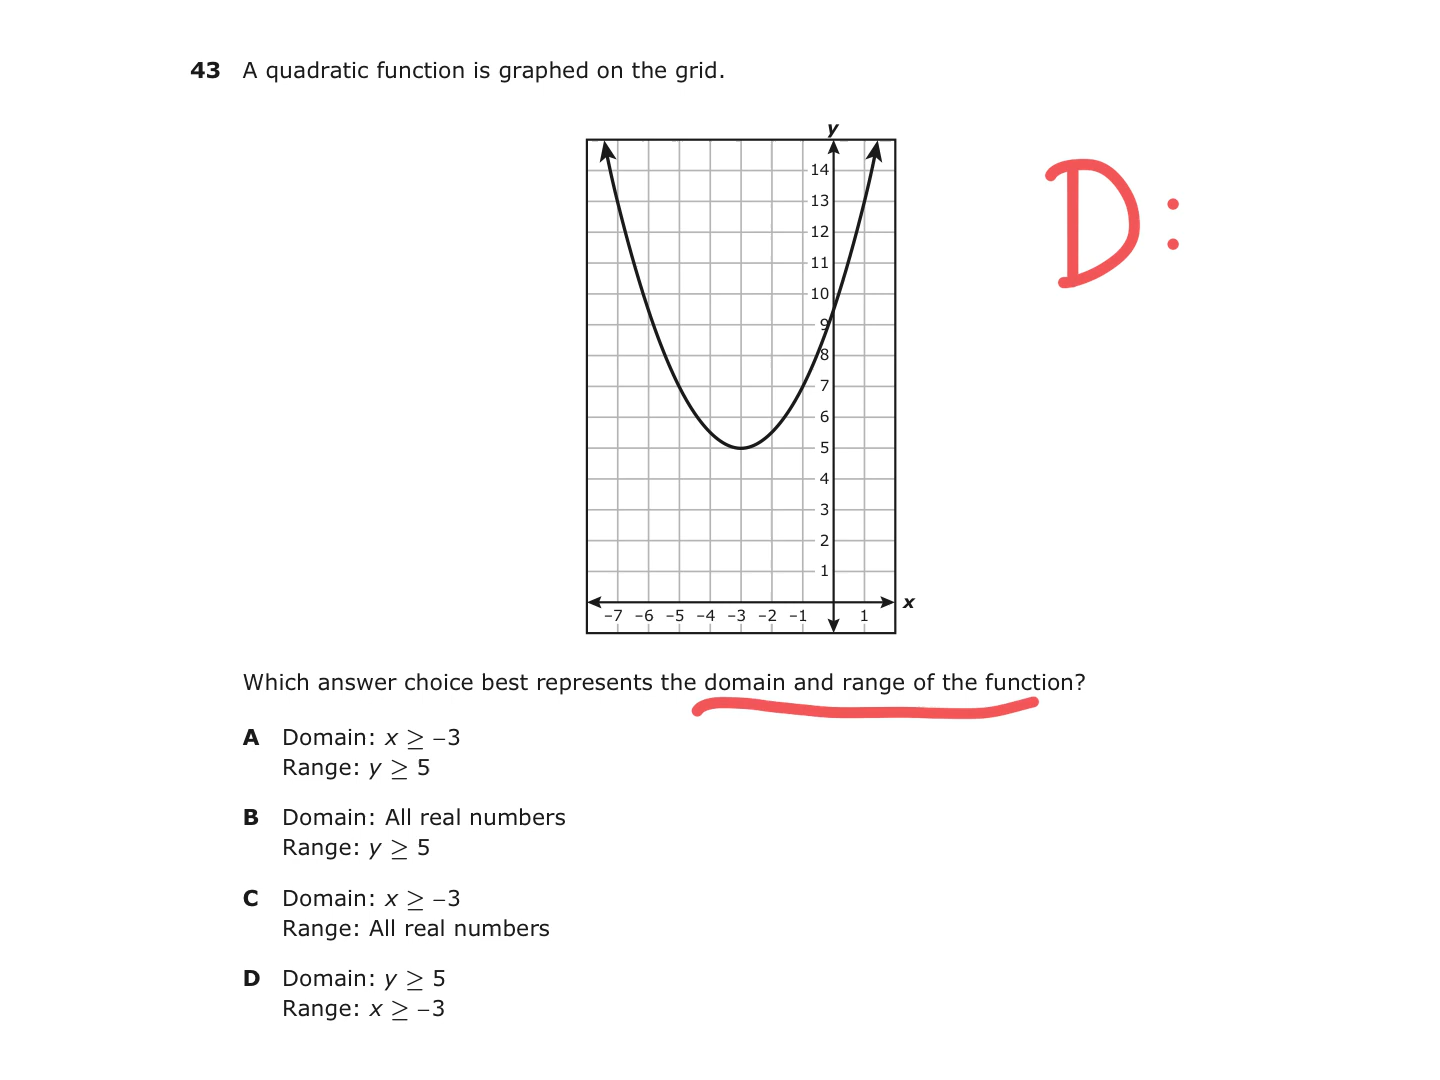 43 A quadratic function is graphed on the grid.
y
14
13
12
11
10
9
8
7
6
5
4
3
2
1
x
–7 –6 –5 –4 –3 –2 –1 1
D:
Which answer choice best represents the domain and range of the function?
A Domain: x ≥ –3
Range: y ≥ 5
B Domain: All real numbers
Range: y ≥ 5
C Domain: x ≥ –3
Range: All real numbers
D Domain: y ≥ 5
Range: x ≥ –3